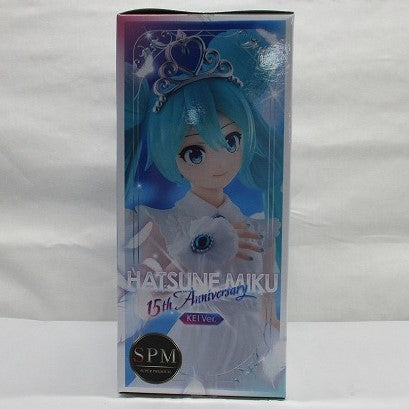 HATSUNE MIKU
15th Anniversary
KEI Ver.
SPM
SUPER PREMIUM